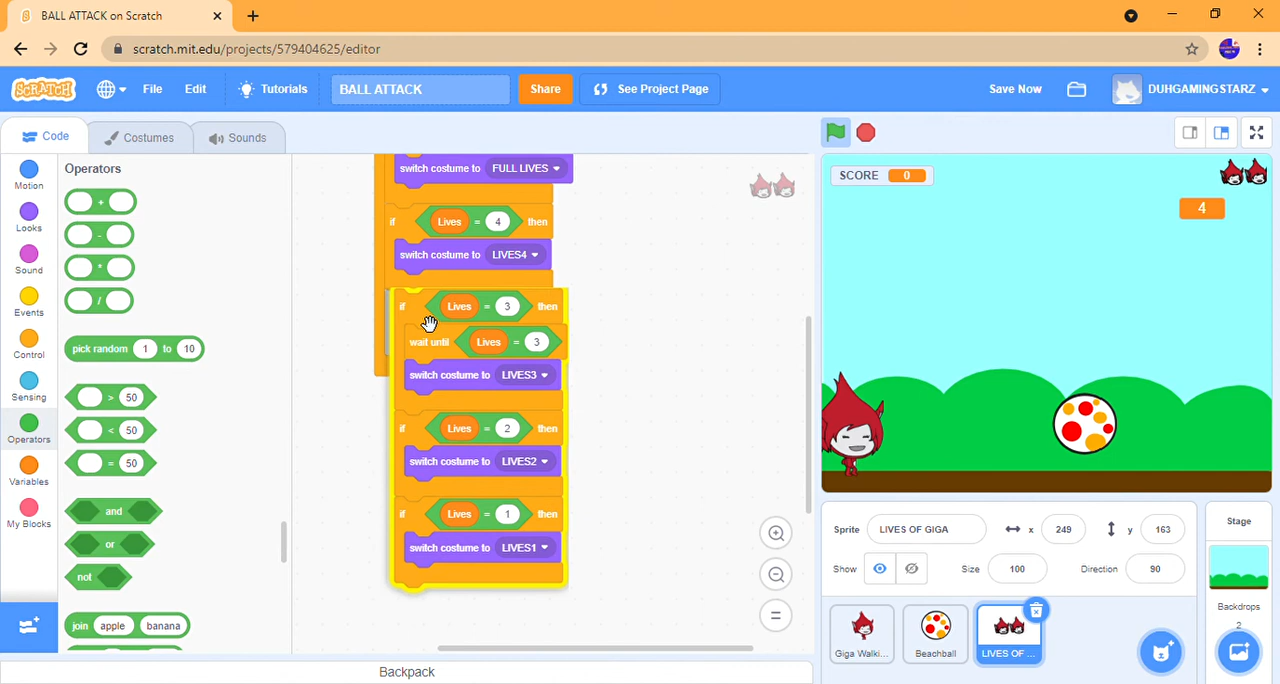 BALL ATTACK on Scratch
scratch.mit.edu/projects/579404625/editor
SCRATCH File Edit Tutorials BALL ATTACK Share See Project Page Save Now DUHGAMINGSTARZ
Code Costumes Sounds
Motion
Looks
Sound
Events
Control
Sensing
Operators
Variables
My Blocks
Operators
+
-
*
/
pick random 1 to 10
> 50
< 50
= 50
and
or
not
join apple banana
switch costume to FULL LIVES
if Lives = 4 then
switch costume to LIVES4
if Lives = 3 then
wait until Lives = 3
switch costume to LIVES3
if Lives = 2 then
switch costume to LIVES2
if Lives = 1 then
switch costume to LIVES1
=
Backpack
SCORE 0
4
Sprite LIVES OF GIGA x 249 y 163
Show Size 100 Direction 90
Giga Walki...
Beachball
LIVES OF ...
Stage
Backdrops
2